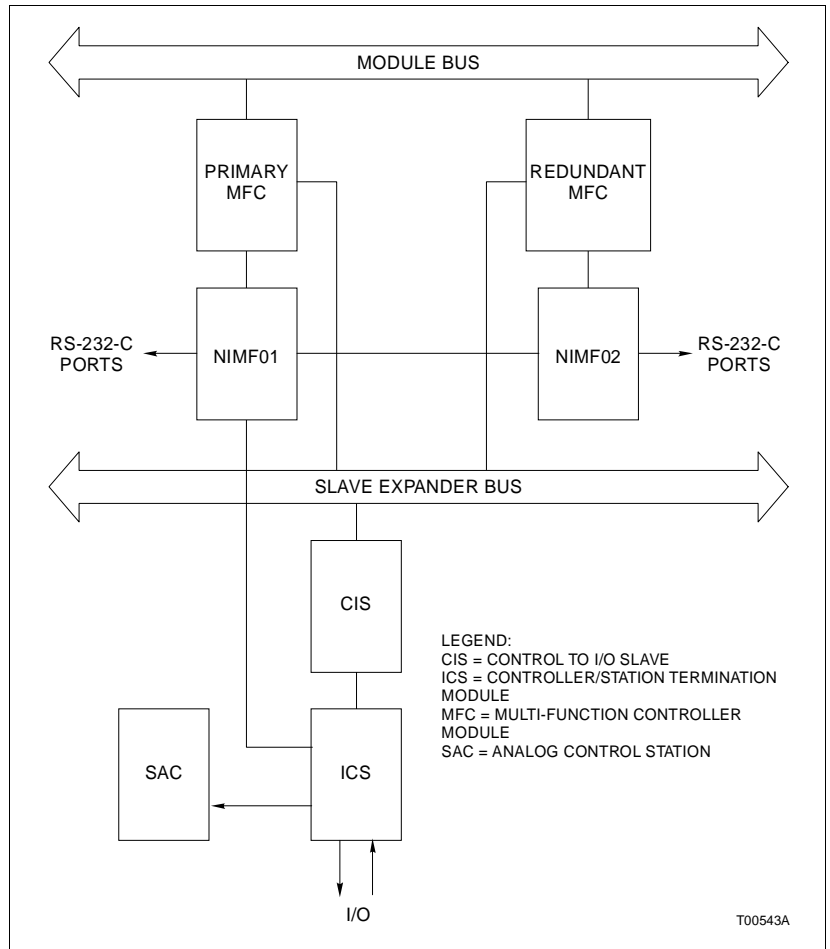 MODULE BUS
PRIMARY
MFC
REDUNDANT
MFC
RS-232-C
PORTS
NIMF01
NIMF02
RS-232-C
PORTS
SLAVE EXPANDER BUS
CIS
LEGEND:
CIS = CONTROL TO I/O SLAVE
ICS = CONTROLLER/STATION TERMINATION
MODULE
MFC = MULTI-FUNCTION CONTROLLER
MODULE
SAC = ANALOG CONTROL STATION
SAC
ICS
I/O
T00543A